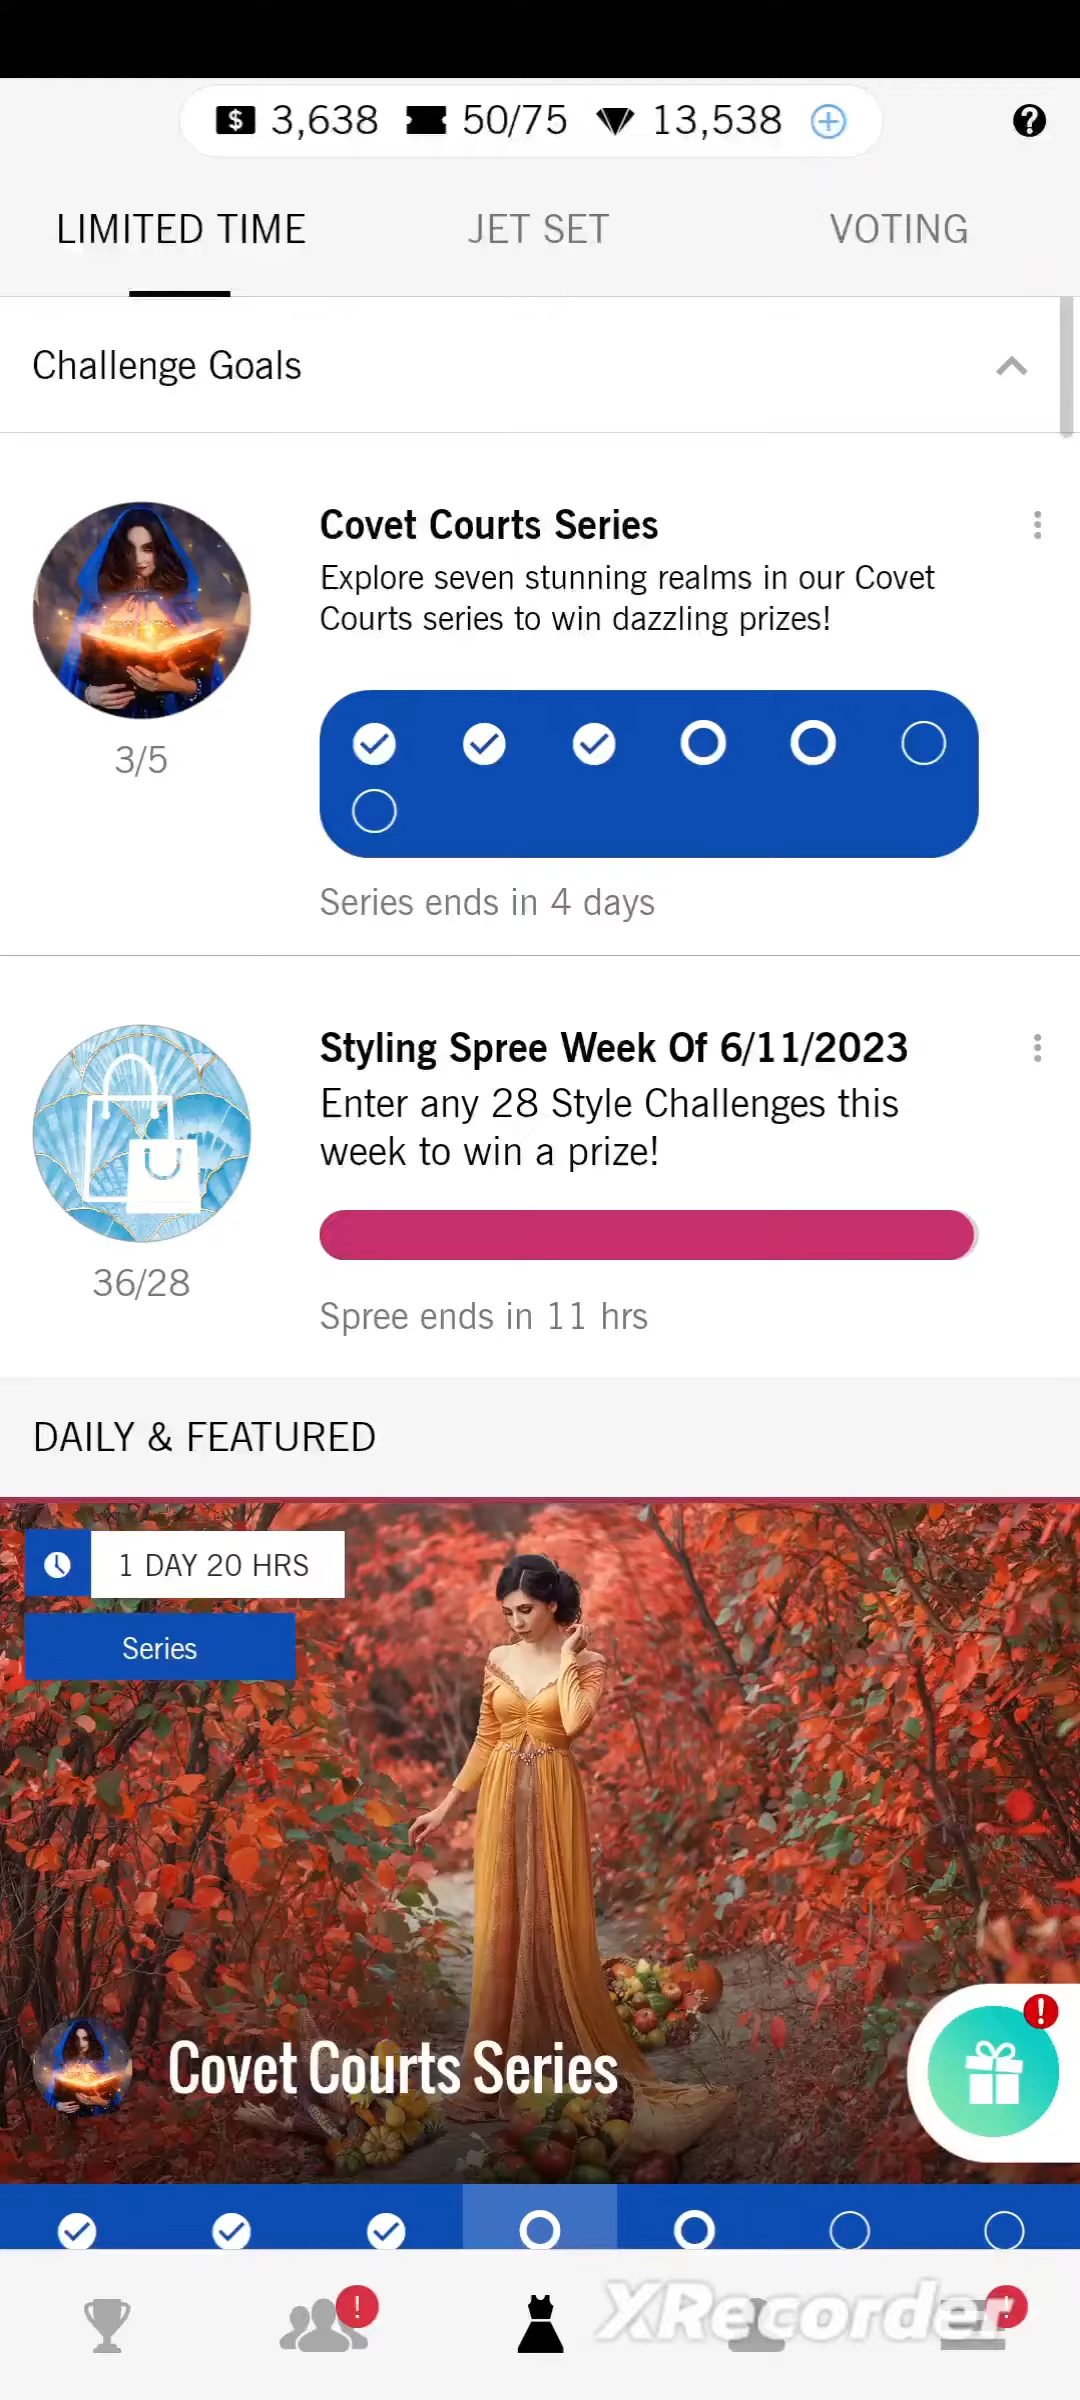 $ 3,638 50/75 13,538 ?
LIMITED TIME JET SET VOTING
Challenge Goals
Covet Courts Series
Explore seven stunning realms in our Covet
Courts series to win dazzling prizes!
3/5
Series ends in 4 days
Styling Spree Week Of 6/11/2023
Enter any 28 Style Challenges this
week to win a prize!
36/28
Spree ends in 11 hrs
DAILY & FEATURED
1 DAY 20 HRS
Series
!
Covet Courts Series
! !
XRecorder